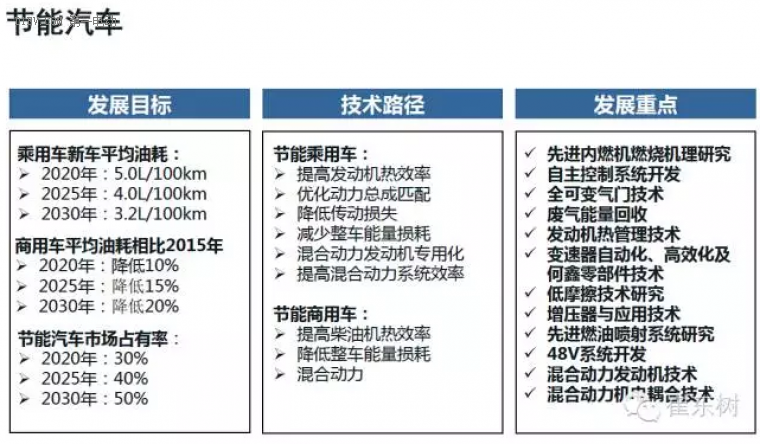 节能汽车
发展目标
乘用车新车平均油耗：
➢ 2020年：5.0L/100km
➢ 2025年：4.0L/100km
➢ 2030年：3.2L/100km
商用车平均油耗相比2015年
➢ 2020年：降低10%
➢ 2025年：降低15%
➢ 2030年：降低20%
节能汽车市场占有率：
➢ 2020年：30%
➢ 2025年：40%
➢ 2030年：50%
技术路径
节能乘用车：
➢ 提高发动机热效率
➢ 优化动力总成匹配
➢ 降低传动损失
➢ 减少整车能量损耗
➢ 混合动力发动机专用化
➢ 提高混合动力系统效率
节能商用车：
➢ 提高柴油机热效率
➢ 降低整车能量损耗
➢ 混合动力
发展重点
✓ 先进内燃机燃烧机理研究
✓ 自主控制系统开发
✓ 全可变气门技术
✓ 废气能量回收
✓ 发动机热管理技术
✓ 变速器自动化、高效化及
何鑫零部件技术
✓ 低摩擦技术研究
✓ 增压器与应用技术
✓ 先进燃油喷射系统研究
✓ 48V系统开发
✓ 混合动力发动机技术
✓ 混合动力机电耦合技术
崔东树